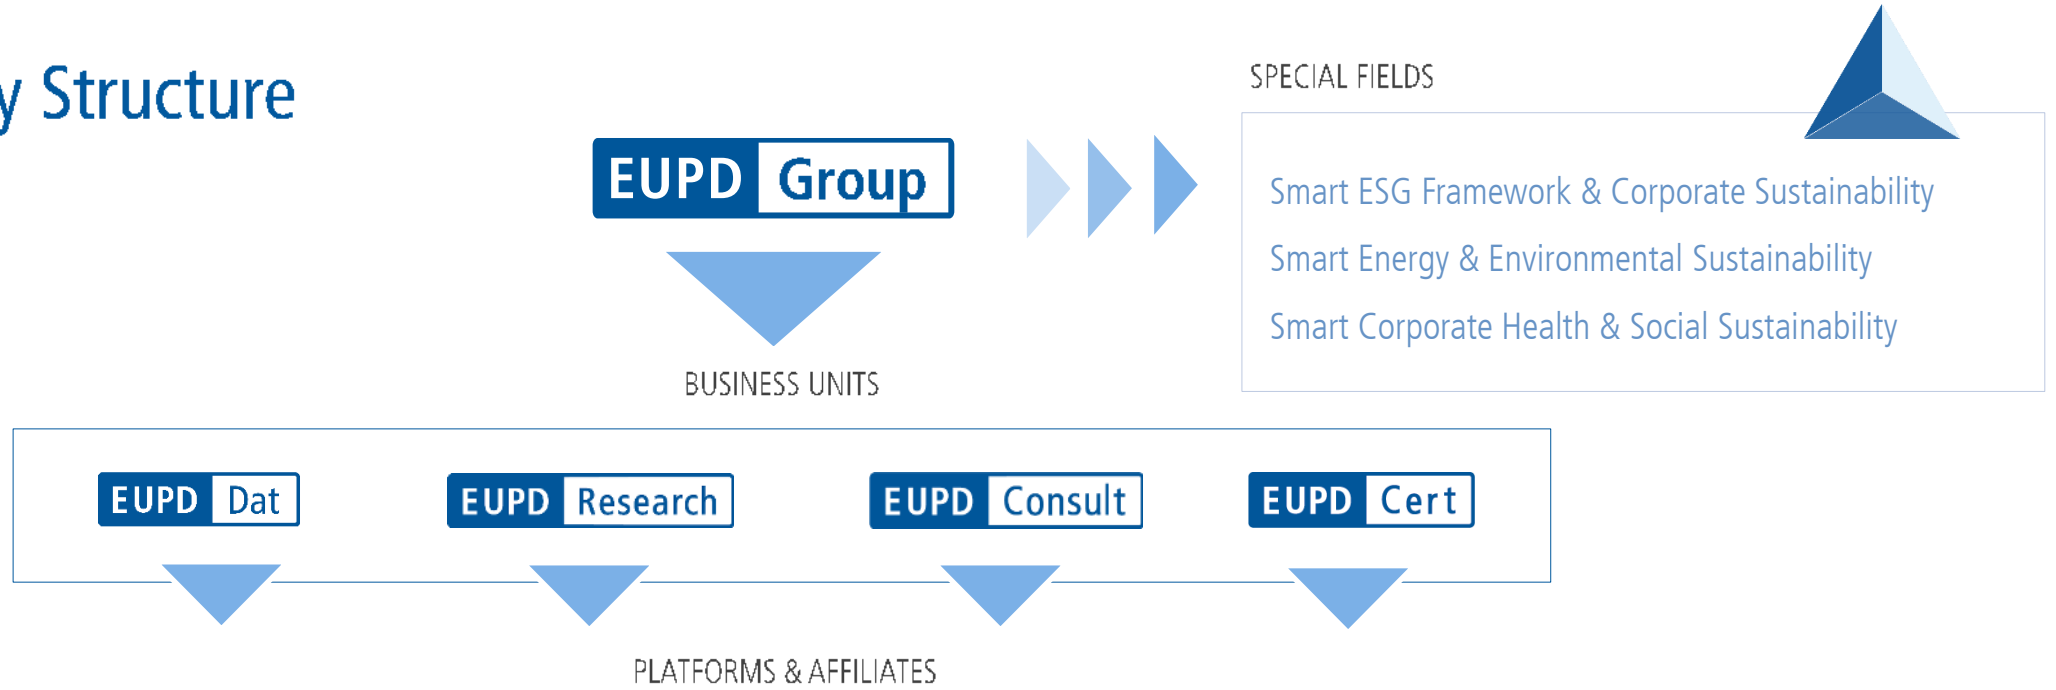 y Structure
SPECIAL FIELDS
EUPD Group
Smart ESG Framework & Corporate Sustainability
Smart Energy & Environmental Sustainability
Smart Corporate Health & Social Sustainability
BUSINESS UNITS
EUPD Dat
EUPD Research
EUPD Consult
EUPD Cert
PLATFORMS & AFFILIATES